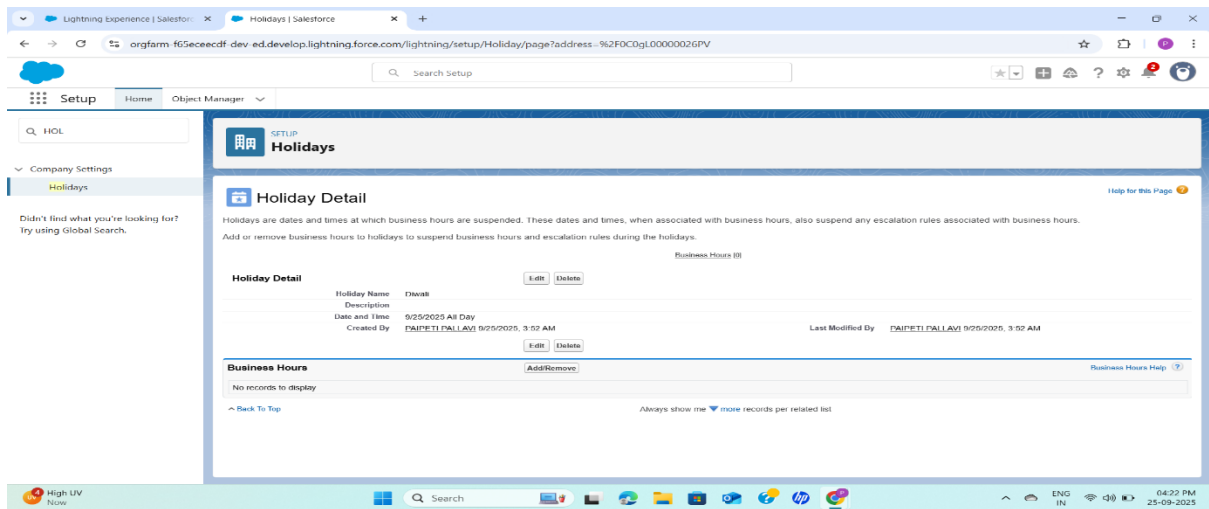 Lightning Experience | Salesforc
Holidays | Salesforce
orgfarm-f65eceecdf-dev-ed.develop.lightning.force.com/lightning/setup/Holiday/page?address=%2F0C0gL00000026PV
P
Search Setup
2
Setup Home Object Manager
HOL
Company Settings
Holidays
Didn't find what you're looking for?
Try using Global Search.
SETUP
Holidays
Holiday Detail
Help for this Page ?
Holidays are dates and times at which business hours are suspended. These dates and times, when associated with business hours, also suspend any escalation rules associated with business hours.
Add or remove business hours to holidays to suspend business hours and escalation rules during the holidays.
Business Hours [0]
Holiday Detail Edit Delete
Holiday Name Diwali
Description
Date and Time 9/25/2025 All Day
Created By PAIPETI PALLAVI 9/25/2025, 3:52 AM Last Modified By PAIPETI PALLAVI 9/25/2025, 3:52 AM
Edit Delete
Business Hours Add/Remove Business Hours Help ?
No records to display
Back To Top Always show me more records per related list
High UV
Now
Search
hp
ENG
IN
04:22 PM
25-09-2025